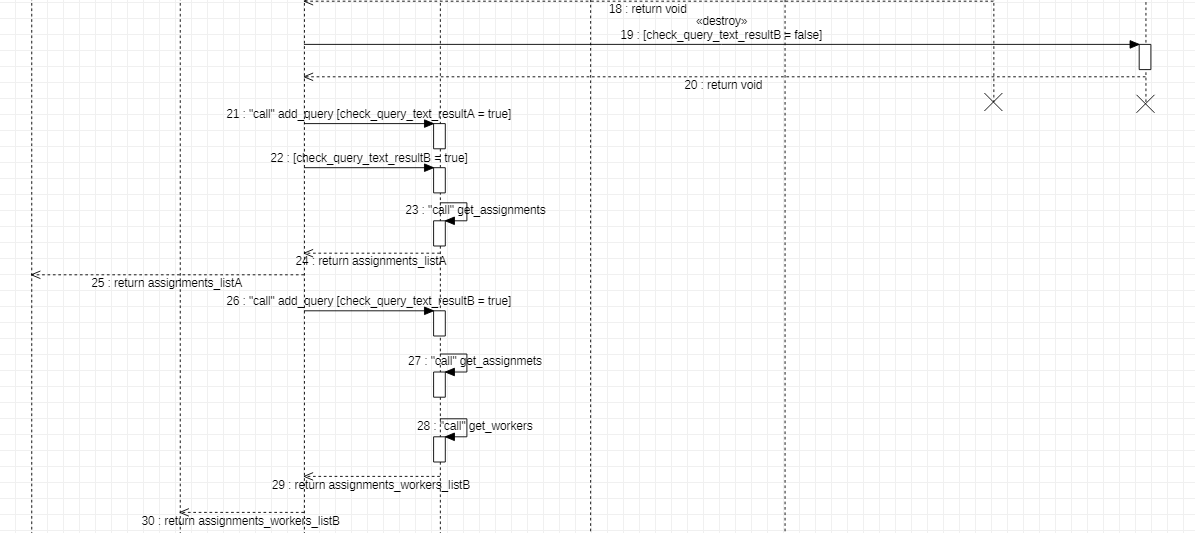 18 : return void
«destroy»
19 : [check_query_text_resultB = false]
20 : return void
21 : "call" add_query [check_query_text_resultA = true]
22 : [check_query_text_resultB = true]
23 : "call" get_assignments
24 : return assignments_listA
25 : return assignments_listA
26 : "call" add_query [check_query_text_resultB = true]
27 : "call" get_assignmets
28 : "call" get_workers
29 : return assignments_workers_listB
30 : return assignments_workers_listB